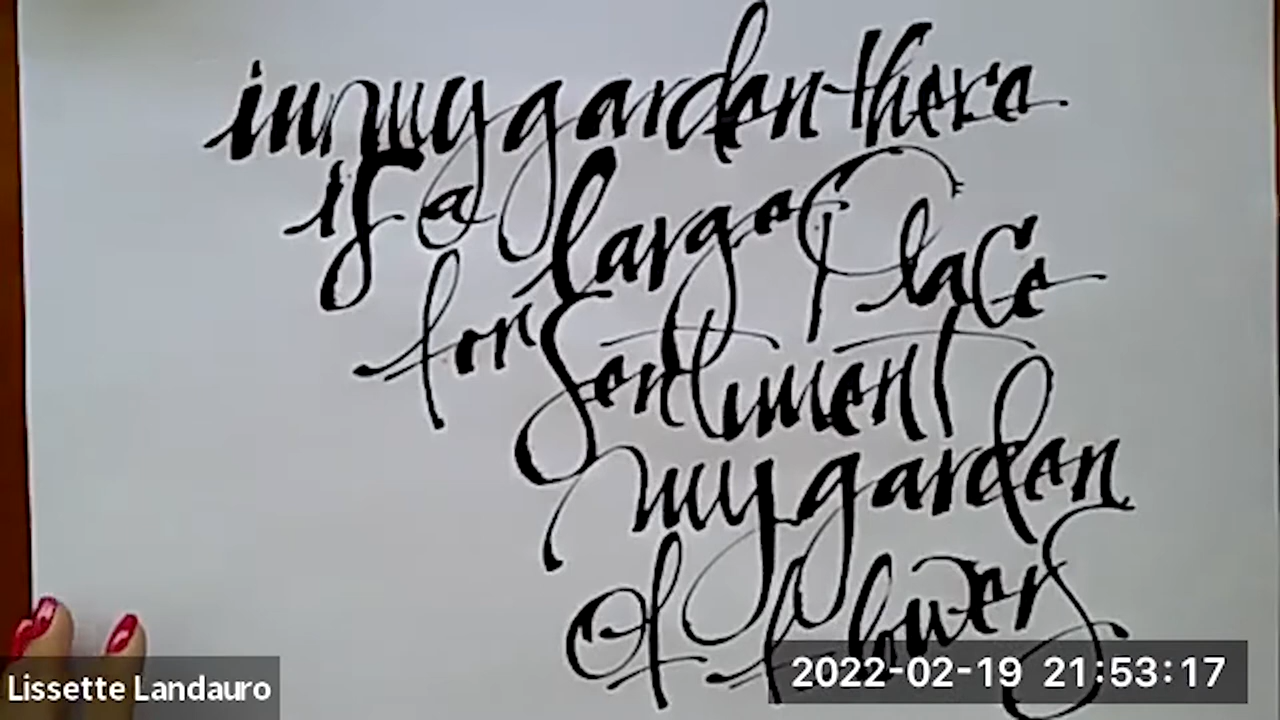 in my garden there
is a large place
for sentiment
my garden
of flowers
Lissette Landauro
2022-02-19 21:53:17